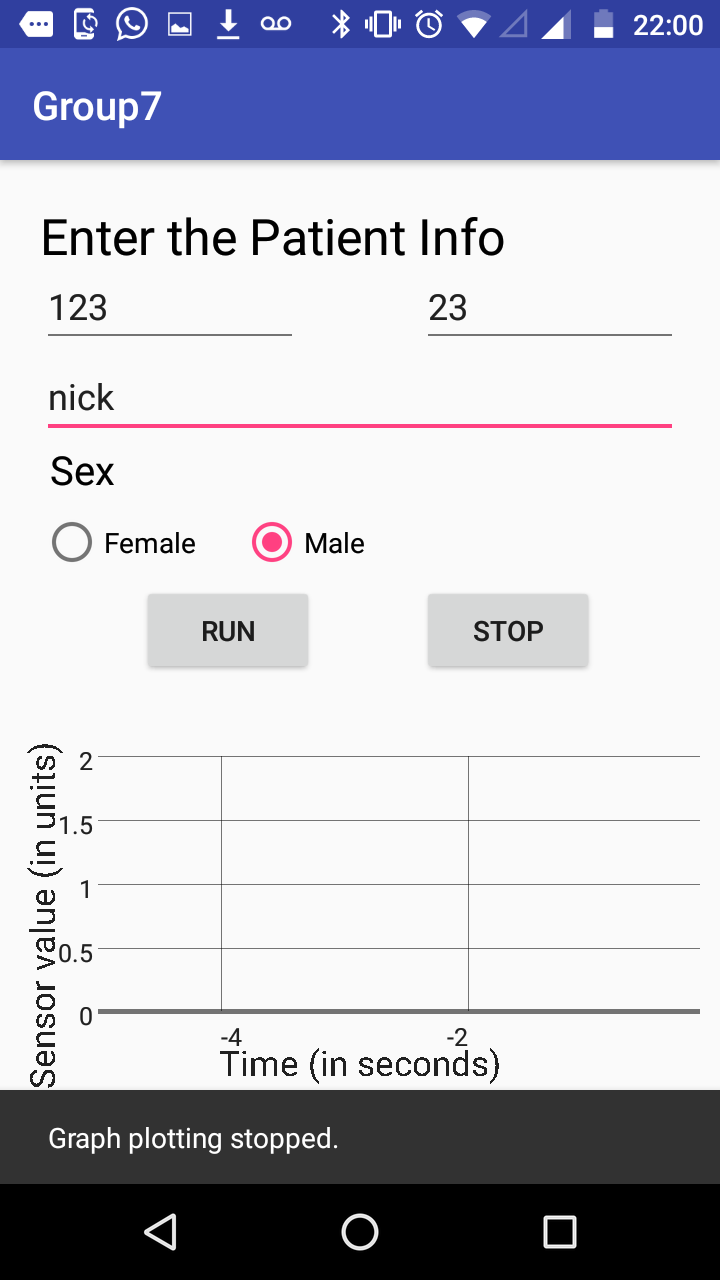 22:00
Group7
Enter the Patient Info
123 23
nick
Sex
Female Male
RUN STOP
Sensor value (in units)
2
1.5
1
0.5
0
-4 -2
Time (in seconds)
Graph plotting stopped.